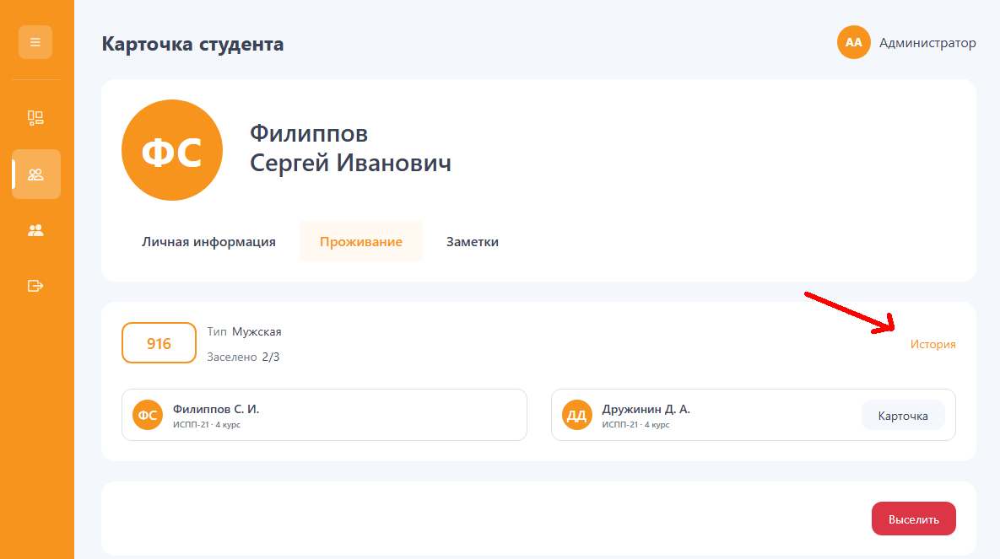 Карточка студента
АА Администратор
ФС
Филиппов
Сергей Иванович
Личная информация Проживание Заметки
916
Тип Мужская
Заселено 2/3
История
ФС
Филиппов С. И.
ИСПП-21 · 4 курс
ДД
Дружинин Д. А.
ИСПП-21 · 4 курс
Карточка
Выселить